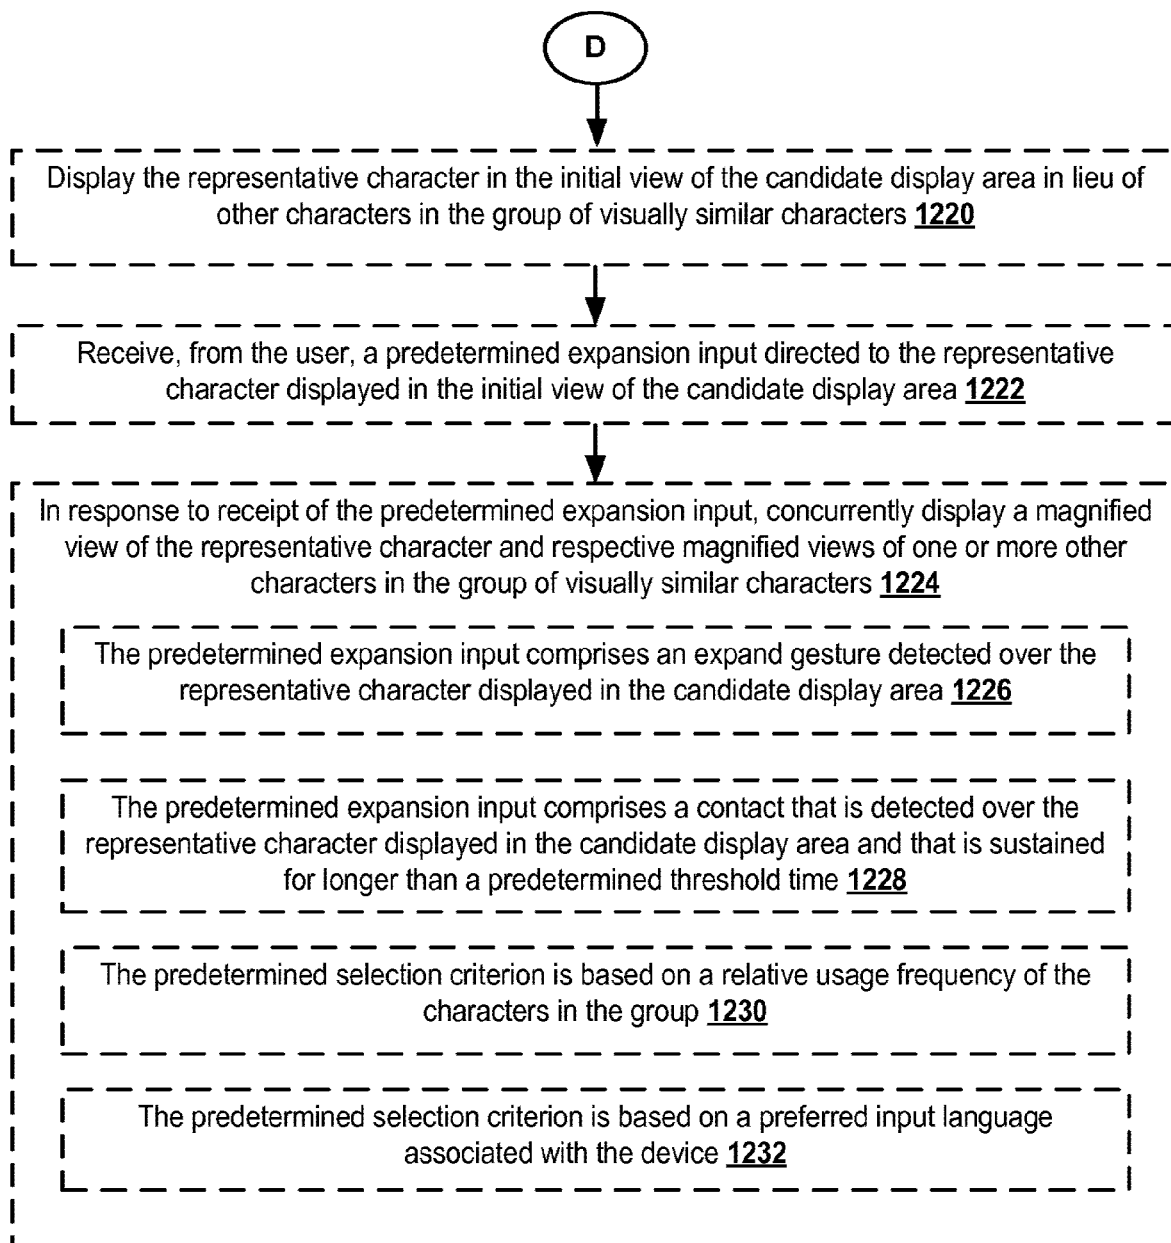 D
Display the representative character in the initial view of the candidate display area in lieu of
other characters in the group of visually similar characters 1220
Receive, from the user, a predetermined expansion input directed to the representative
character displayed in the initial view of the candidate display area 1222
In response to receipt of the predetermined expansion input, concurrently display a magnified
view of the representative character and respective magnified views of one or more other
characters in the group of visually similar characters 1224
The predetermined expansion input comprises an expand gesture detected over the
representative character displayed in the candidate display area 1226
The predetermined expansion input comprises a contact that is detected over the
representative character displayed in the candidate display area and that is sustained
for longer than a predetermined threshold time 1228
The predetermined selection criterion is based on a relative usage frequency of the
characters in the group 1230
The predetermined selection criterion is based on a preferred input language
associated with the device 1232